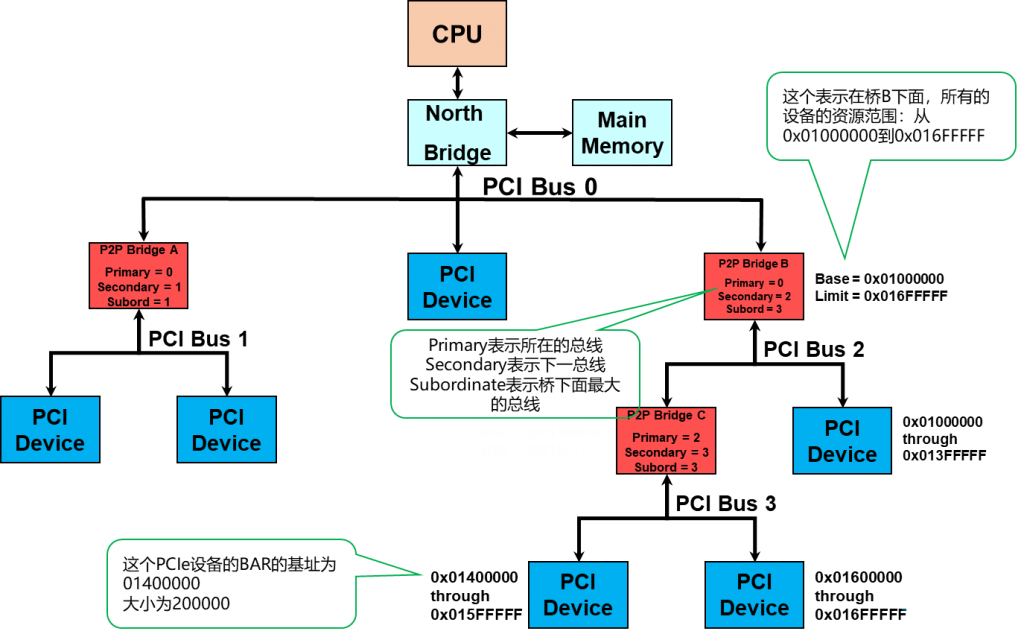 CPU
North
Bridge
Main
Memory
这个表示在桥B下面，所有的
设备的资源范围：从
0x01000000到0x016FFFFF
PCI Bus 0
P2P Bridge A
Primary = 0
Secondary = 1
Subord = 1
PCI
Device
P2P Bridge B
Primary = 0
Secondary = 2
Subord = 3
Base = 0x01000000
Limit = 0x016FFFFF
PCI Bus 1
Primary表示所在的总线
Secondary表示下一总线
Subordinate表示桥下面最大
的总线
PCI Bus 2
PCI
Device
PCI
Device
P2P Bridge C
Primary = 2
Secondary = 3
Subord = 3
PCI
Device
0x01000000
through
0x013FFFFF
PCI Bus 3
这个PCIe设备的BAR的基址为
01400000
大小为200000
0x01400000
through
0x015FFFFF
PCI
Device
PCI
Device
0x01600000
through
0x016FFFFF